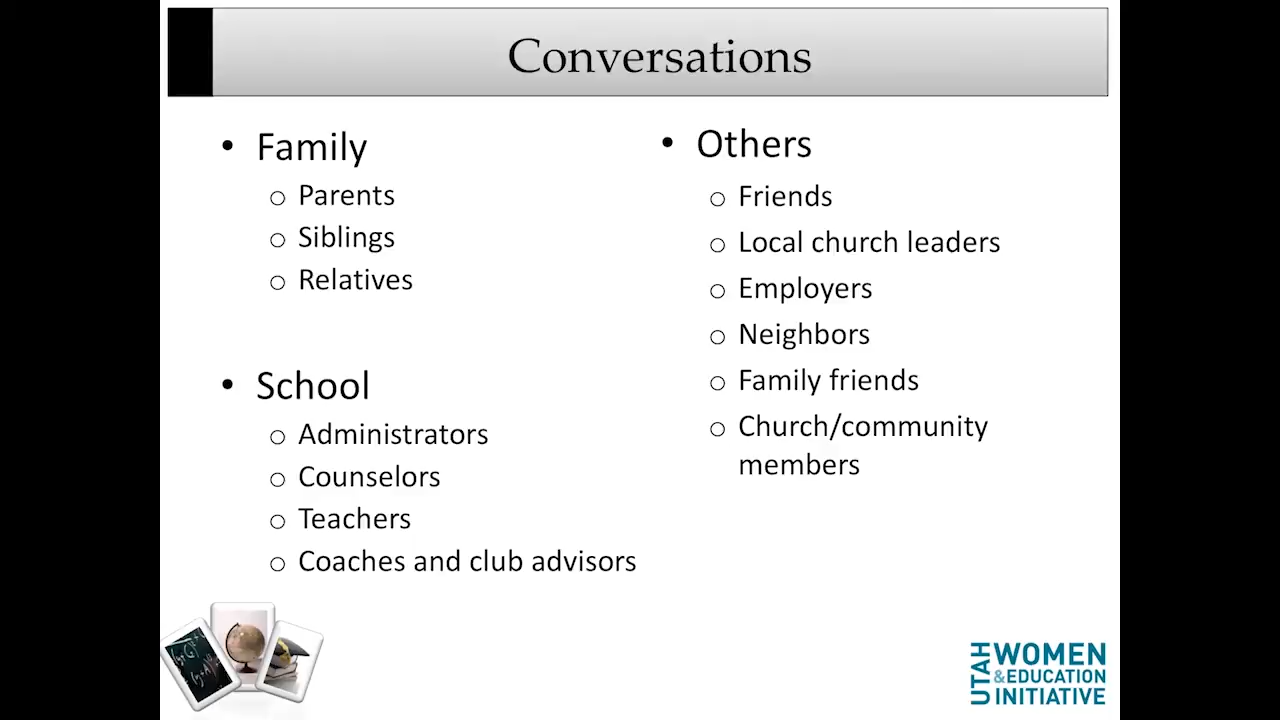 Conversations
• Family
o Parents
o Siblings
o Relatives
• School
o Administrators
o Counselors
o Teachers
o Coaches and club advisors
• Others
o Friends
o Local church leaders
o Employers
o Neighbors
o Family friends
o Church/community
members
UTAH
WOMEN
&EDUCATION
INITIATIVE